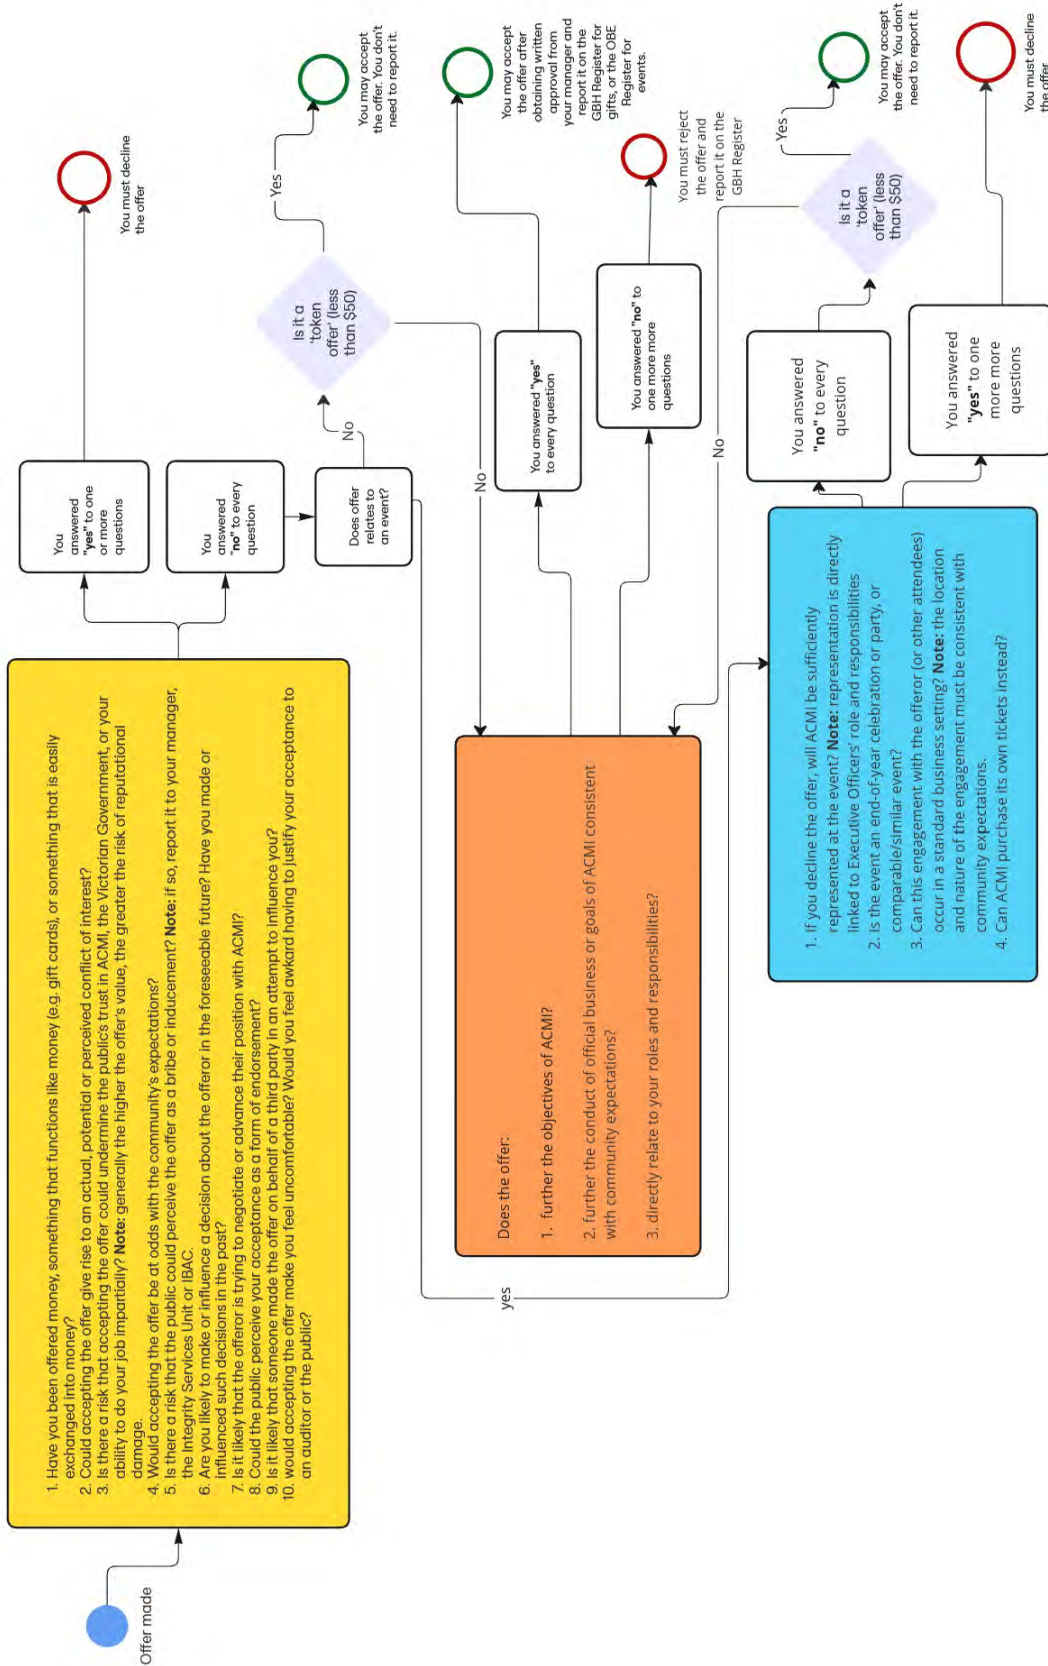 Offer made
1. Have you been offered money, something that functions like money (e.g. gift cards), or something that is easily
exchanged into money?
2. Could accepting the offer give rise to an actual, potential or perceived conflict of interest?
3. Is there a risk that accepting the offer could undermine the public's trust in ACMI, the Victorian Government, or your
ability to do your job impartially? Note: generally the higher the offer's value, the greater the risk of reputational
damage.
4. Would accepting the offer be at odds with the community's expectations?
5. Is there a risk that the public could perceive the offer as a bribe or inducement? Note: if so, report it to your manager,
the Integrity Services Unit or IBAC.
6. Are you likely to make or influence a decision about the offeror in the foreseeable future? Have you made or
influenced such decisions in the past?
7. Is it likely that the offeror is trying to negotiate or advance their position with ACMI?
8. Could the public perceive your acceptance as a form of endorsement?
9. Is it likely that someone made the offer on behalf of a third party in an attempt to influence you?
10. would accepting the offer make you feel uncomfortable? Would you feel awkard having to justify your acceptance to
an auditor or the public?
You
answered
"yes" to one
or more
questions
You must decline
the offer
You
answered
"no" to every
question
Does offer
relates to
an event?
No
Is it a
'token
offer' (less
than $50)
Yes
You may accept
the offer. You don't
need to report it.
No
yes
Does the offer:
1. further the objectives of ACMI?
2. further the conduct of official business or goals of ACMI consistent
with community expectations?
3. directly relate to your roles and responsibilities?
You answered "yes"
to every question
You may accept
the offer after
obtaining written
approval from
your manager and
report it on the
GBH Register for
gifts, or the OBE
Register for
events.
You answered "no" to
one more more
questions
You must reject
the offer and
report it on the
GBH Register
No
1. If you decline the offer, will ACMI be sufficiently
represented at the event? Note: representation is directly
linked to Executive Officers' role and responsibilities
2. Is the event an end-of-year celebration or party, or
comparable/similar event?
3. Can this engagement with the offeror (or other attendees)
occur in a standard business setting? Note: the location
and nature of the engagement must be consistent with
community expectations.
4. Can ACMI purchase its own tickets instead?
You answered
"no" to every
question
Is it a
'token
offer' (less
than $50)
Yes
You may accept
the offer. You don't
need to report it.
You answered
"yes" to one
more more
questions
You must decline
the offer